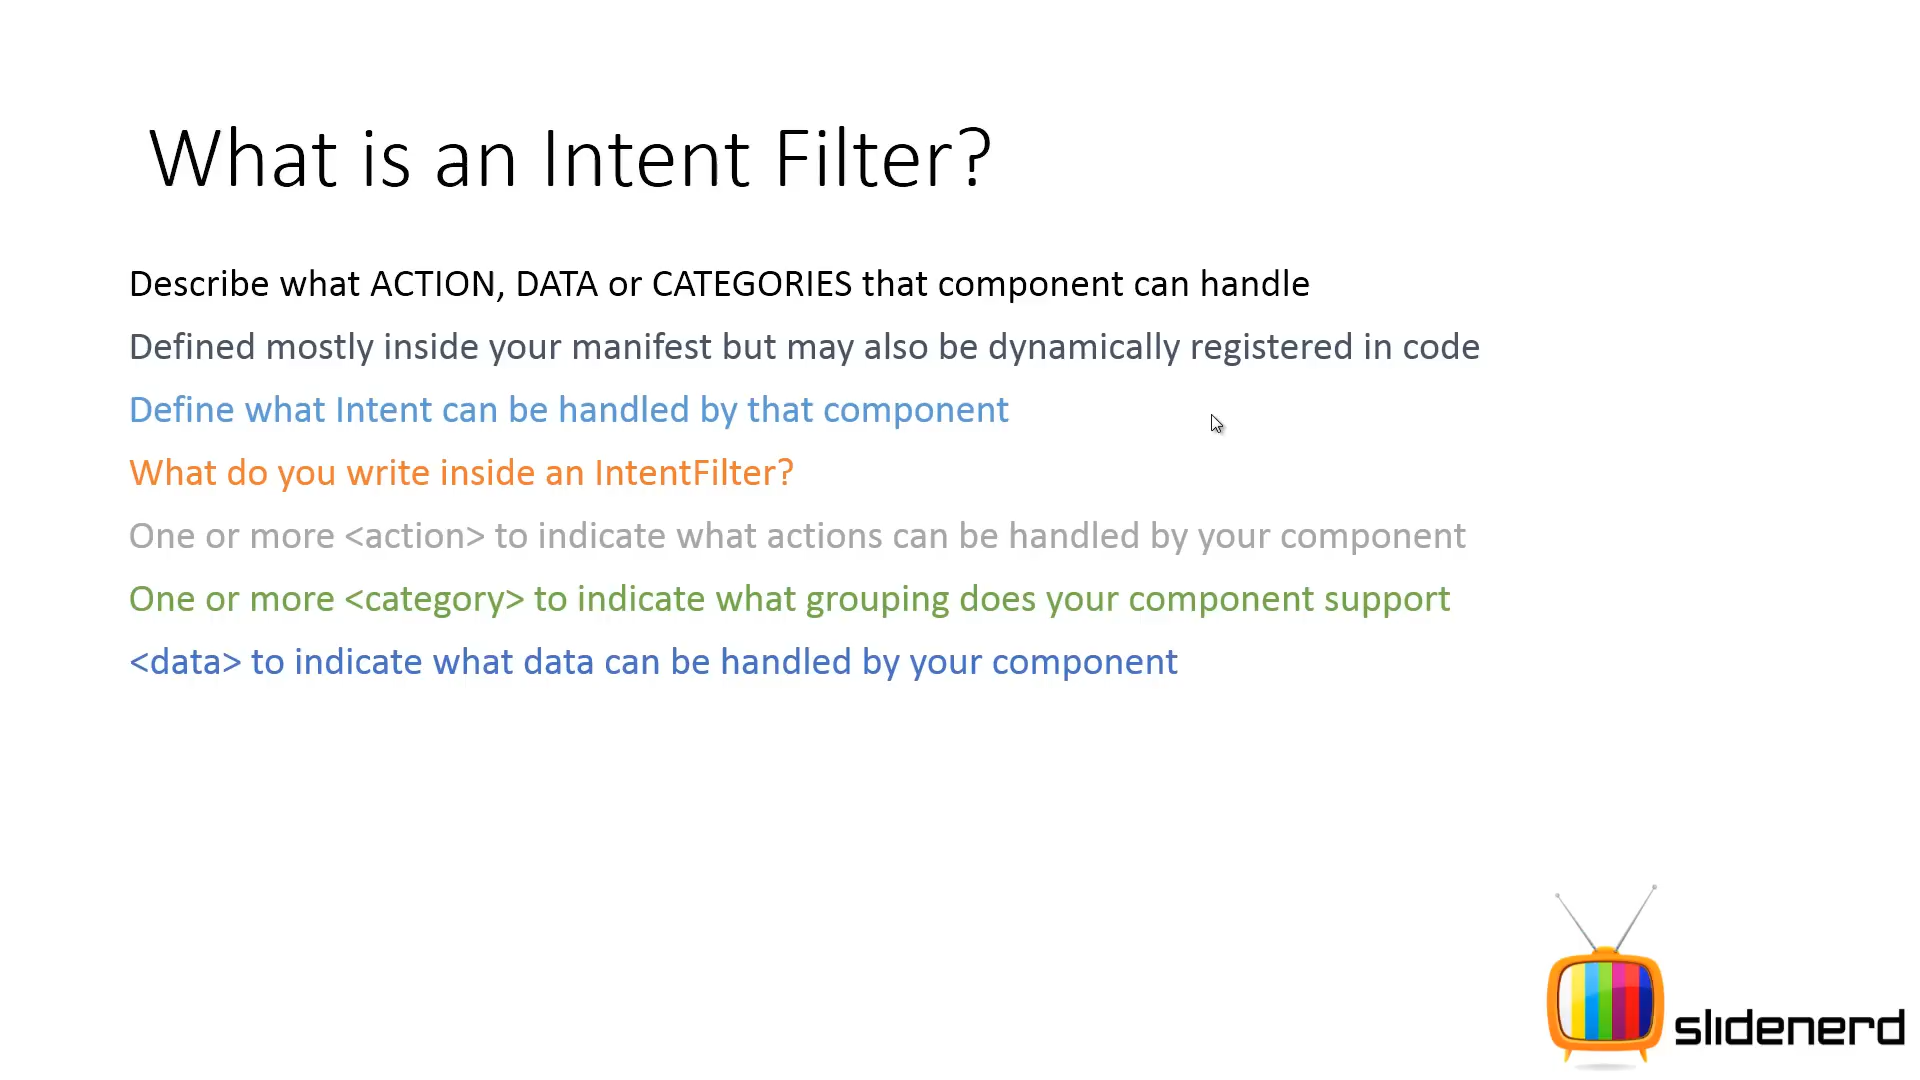 What is an Intent Filter?
Describe what ACTION, DATA or CATEGORIES that component can handle
Defined mostly inside your manifest but may also be dynamically registered in code
Define what Intent can be handled by that component
What do you write inside an IntentFilter?
One or more <action> to indicate what actions can be handled by your component
One or more <category> to indicate what grouping does your component support
<data> to indicate what data can be handled by your component
slidenerd